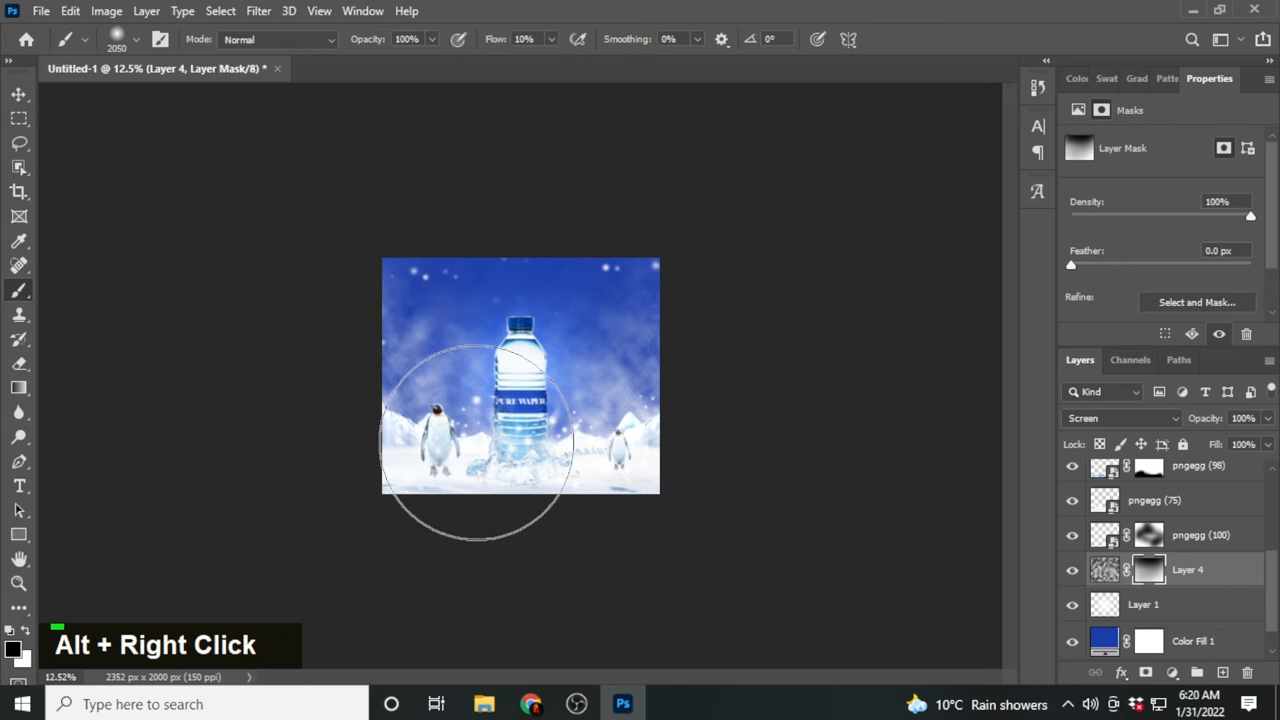 Ps File Edit Image Layer Type Select Filter 3D View Window Help
2050 Mode: Normal Opacity: 100% Flow: 10% Smoothing: 0% 0°
Untitled-1 @ 12.5% (Layer 4, Layer Mask/8) *
Colo Swat Grad Patte Properties
Masks
Layer Mask
Density: 100%
Feather: 0.0 px
Refine: Select and Mask...
Layers Channels Paths
Kind
Screen Opacity: 100%
Lock: Fill: 100%
pngegg (98)
pngegg (75)
pngegg (100)
Layer 4
Layer 1
Color Fill 1
PURE WAPER
Alt + Right Click
12.52% 2352 px x 2000 px (150 ppi)
Type here to search
Ps
10°C Rain showers
6:20 AM
1/31/2022